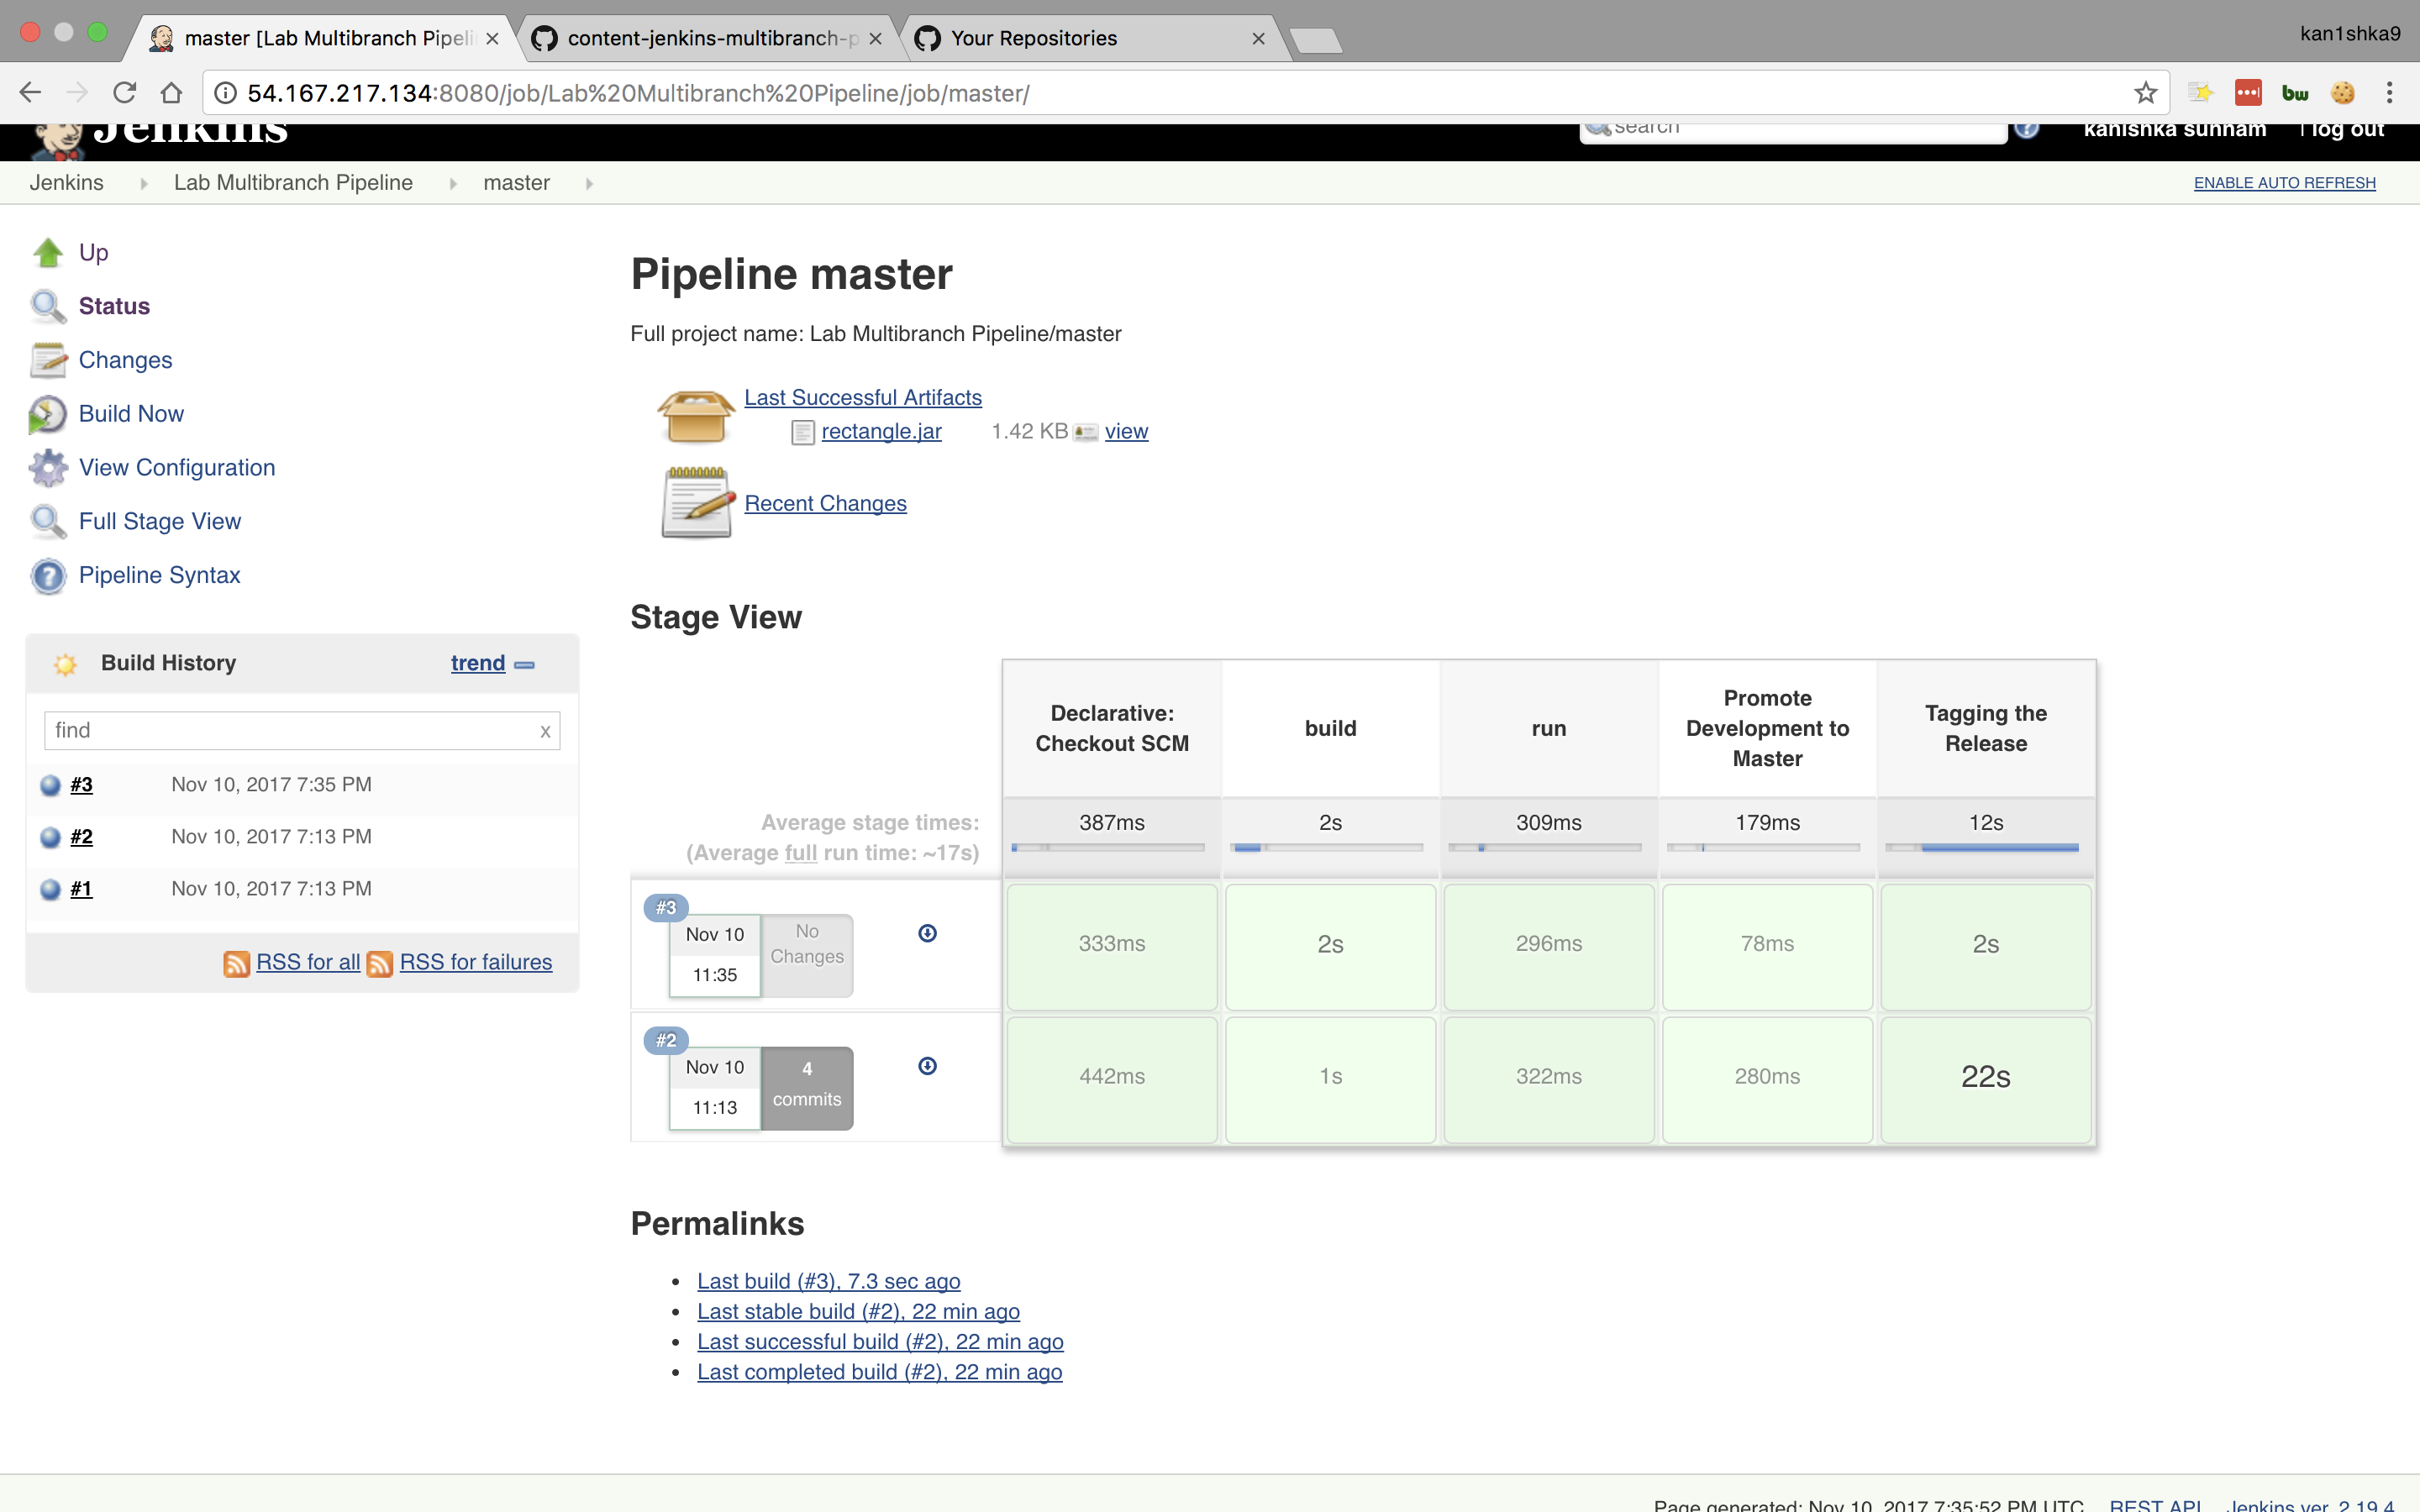 master [Lab Multibranch Pipeli
content-jenkins-multibranch-p
Your Repositories
kan1shka9
54.167.217.134:8080/job/Lab%20Multibranch%20Pipeline/job/master/
bw
Jenkins
search
kanishka sunnam | log out
Jenkins
Lab Multibranch Pipeline
master
ENABLE AUTO REFRESH
Up
Status
Changes
Build Now
View Configuration
Full Stage View
Pipeline Syntax
Build History
trend
find
x
#3 Nov 10, 2017 7:35 PM
#2 Nov 10, 2017 7:13 PM
#1 Nov 10, 2017 7:13 PM
RSS for all RSS for failures
Pipeline master
Full project name: Lab Multibranch Pipeline/master
Last Successful Artifacts
rectangle.jar 1.42 KB view
Recent Changes
Stage View
Declarative:
Checkout SCM
build
run
Promote
Development to
Master
Tagging the
Release
Average stage times:
(Average full run time: ~17s)
387ms
2s
309ms
179ms
12s
#3
Nov 10
11:35
No
Changes
333ms
2s
296ms
78ms
2s
#2
Nov 10
11:13
4
commits
442ms
1s
322ms
280ms
22s
Permalinks
Last build (#3), 7.3 sec ago
Last stable build (#2), 22 min ago
Last successful build (#2), 22 min ago
Last completed build (#2), 22 min ago
Page generated: Nov 10, 2017 7:35:52 PM UTC REST API Jenkins ver. 2.19.4